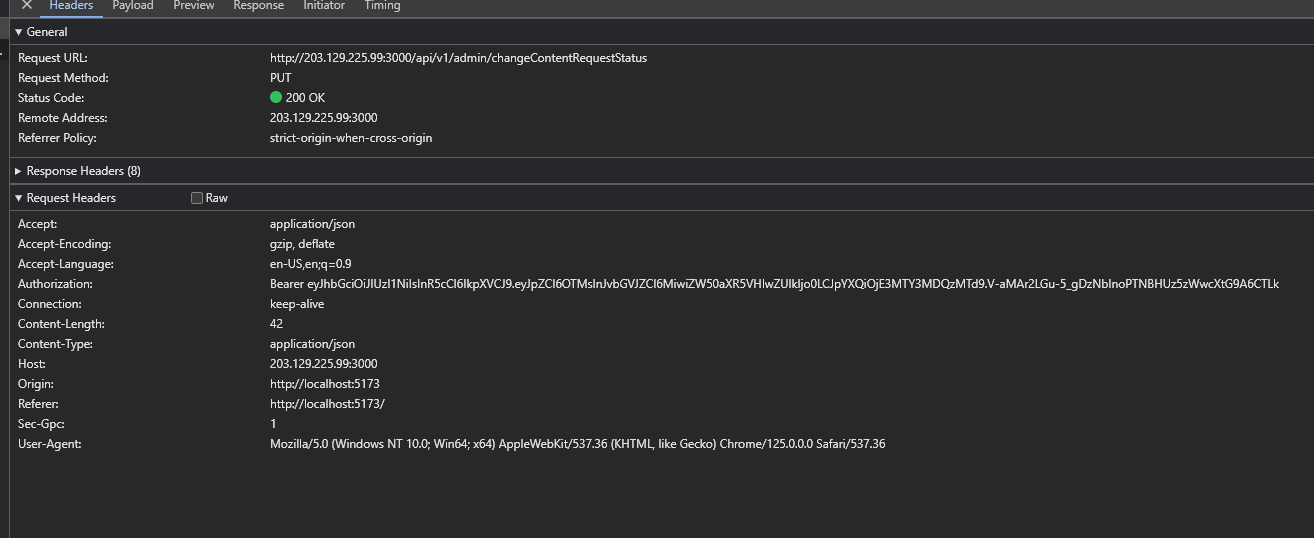 Headers Payload Preview Response Initiator Timing
General
Request URL: http://203.129.225.99:3000/api/v1/admin/changeContentRequestStatus
Request Method: PUT
Status Code: 200 OK
Remote Address: 203.129.225.99:3000
Referrer Policy: strict-origin-when-cross-origin
Response Headers (8)
Request Headers Raw
Accept: application/json
Accept-Encoding: gzip, deflate
Accept-Language: en-US,en;q=0.9
Authorization: Bearer
Connection: keep-alive
Content-Length: 42
Content-Type: application/json
Host: 203.129.225.99:3000
Origin: http://localhost:5173
Referer: http://localhost:5173/
Sec-Gpc: 1
User-Agent: Mozilla/5.0 (Windows NT 10.0; Win64; x64) AppleWebKit/537.36 (KHTML, like Gecko) Chrome/125.0.0.0 Safari/537.36